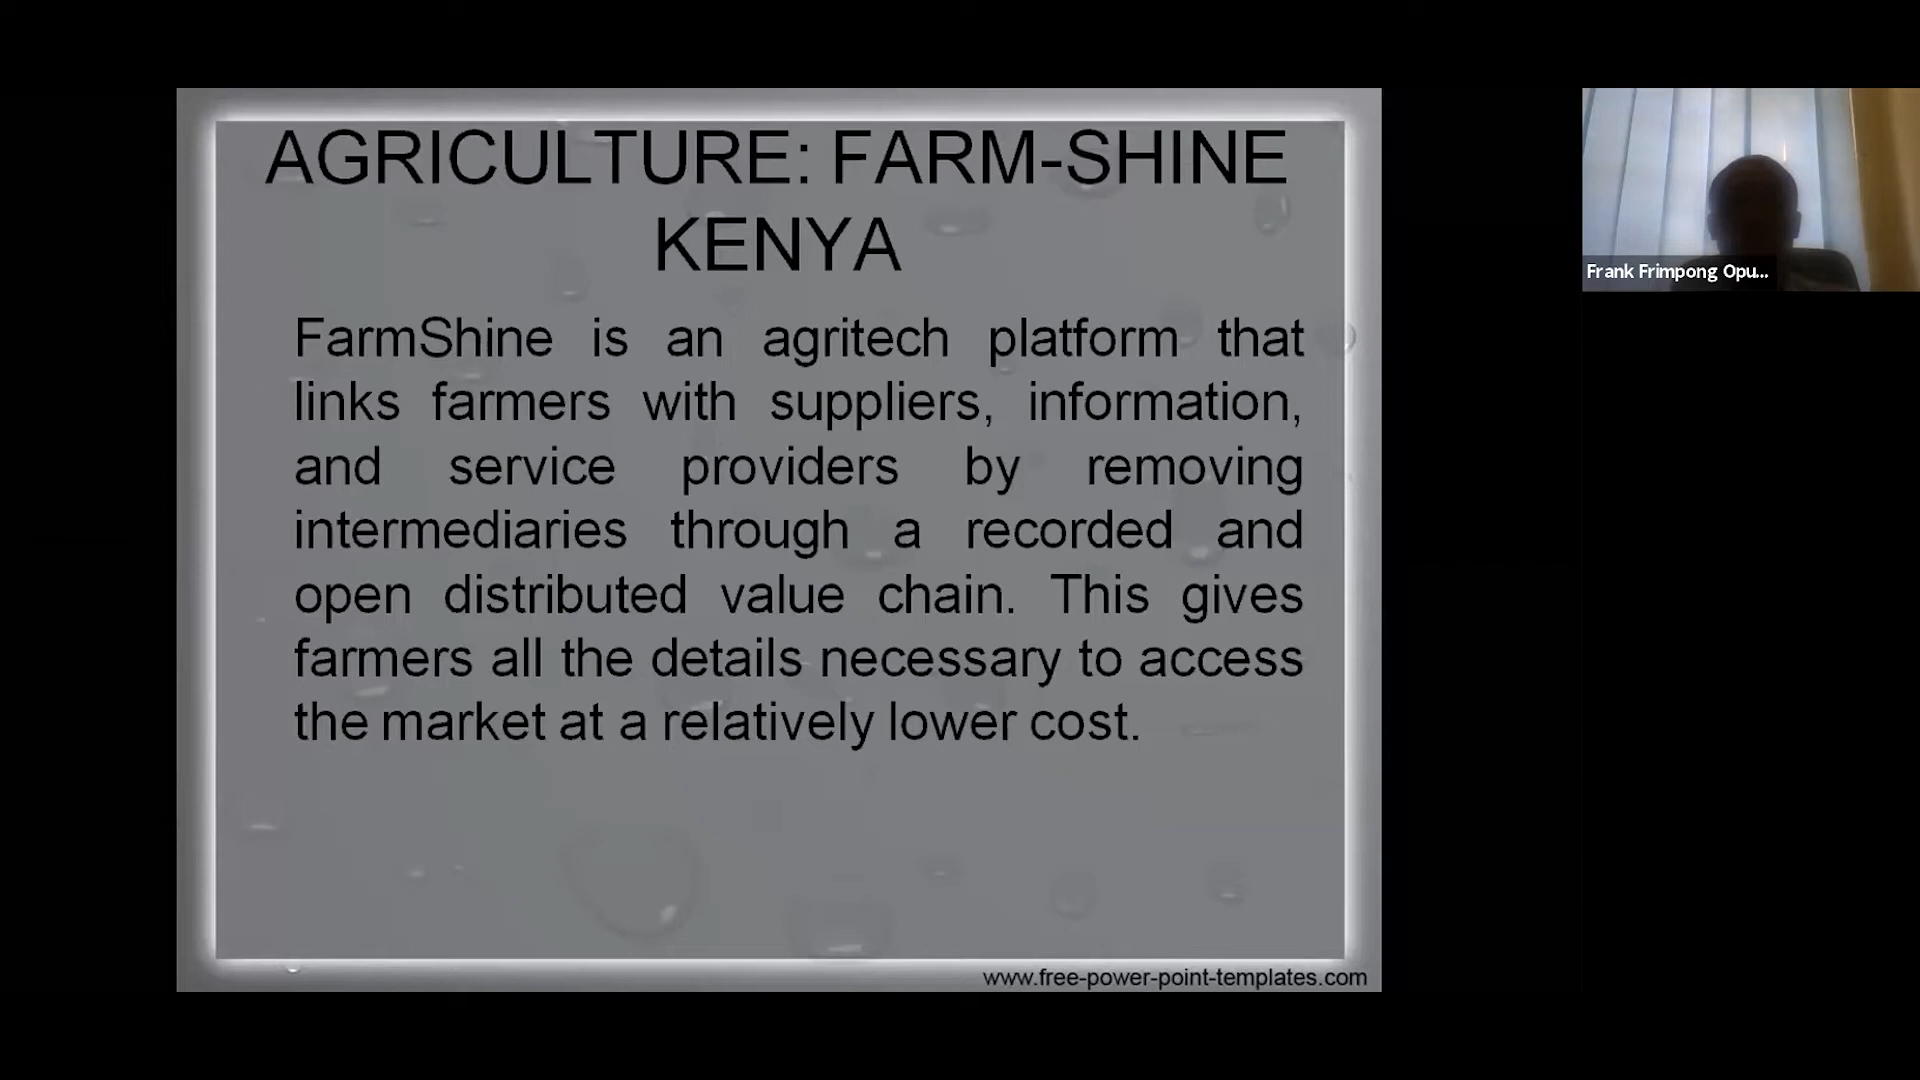 AGRICULTURE: FARM-SHINE
KENYA
FarmShine is an agritech platform that
links farmers with suppliers, information,
and service providers by removing
intermediaries through a recorded and
open distributed value chain. This gives
farmers all the details necessary to access
the market at a relatively lower cost.
www.free-power-point-templates.com
Frank Frimpong Opu...